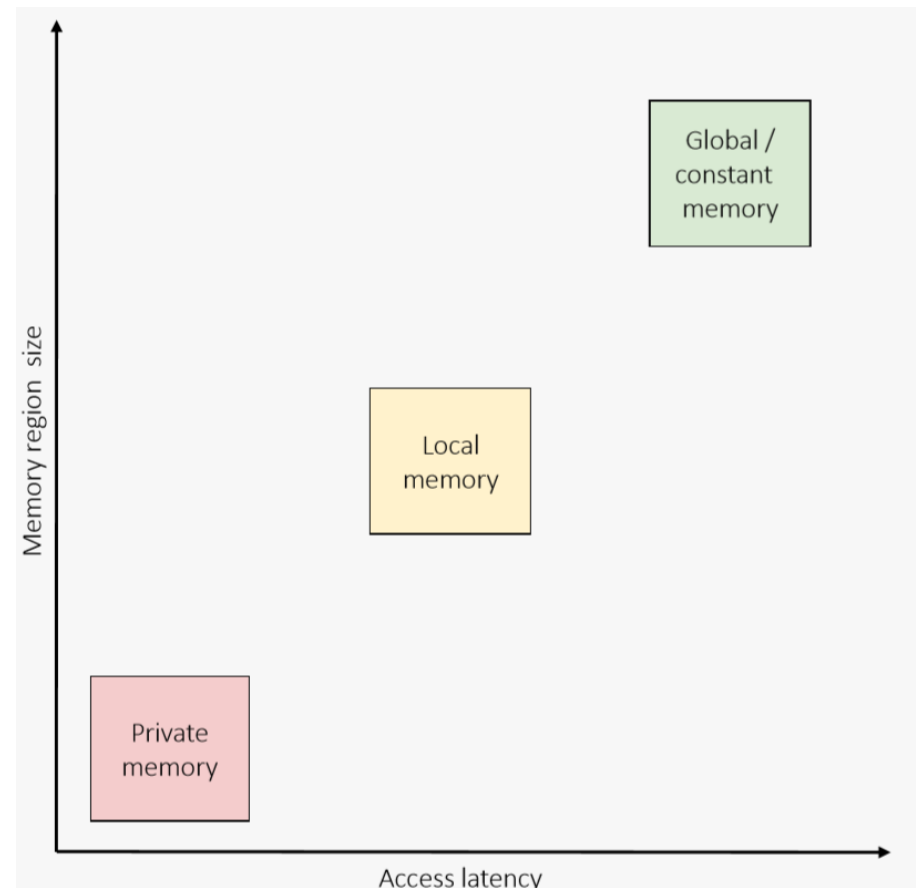 Global /
constant
memory
Memory region size
Local
memory
Private
memory
Access latency